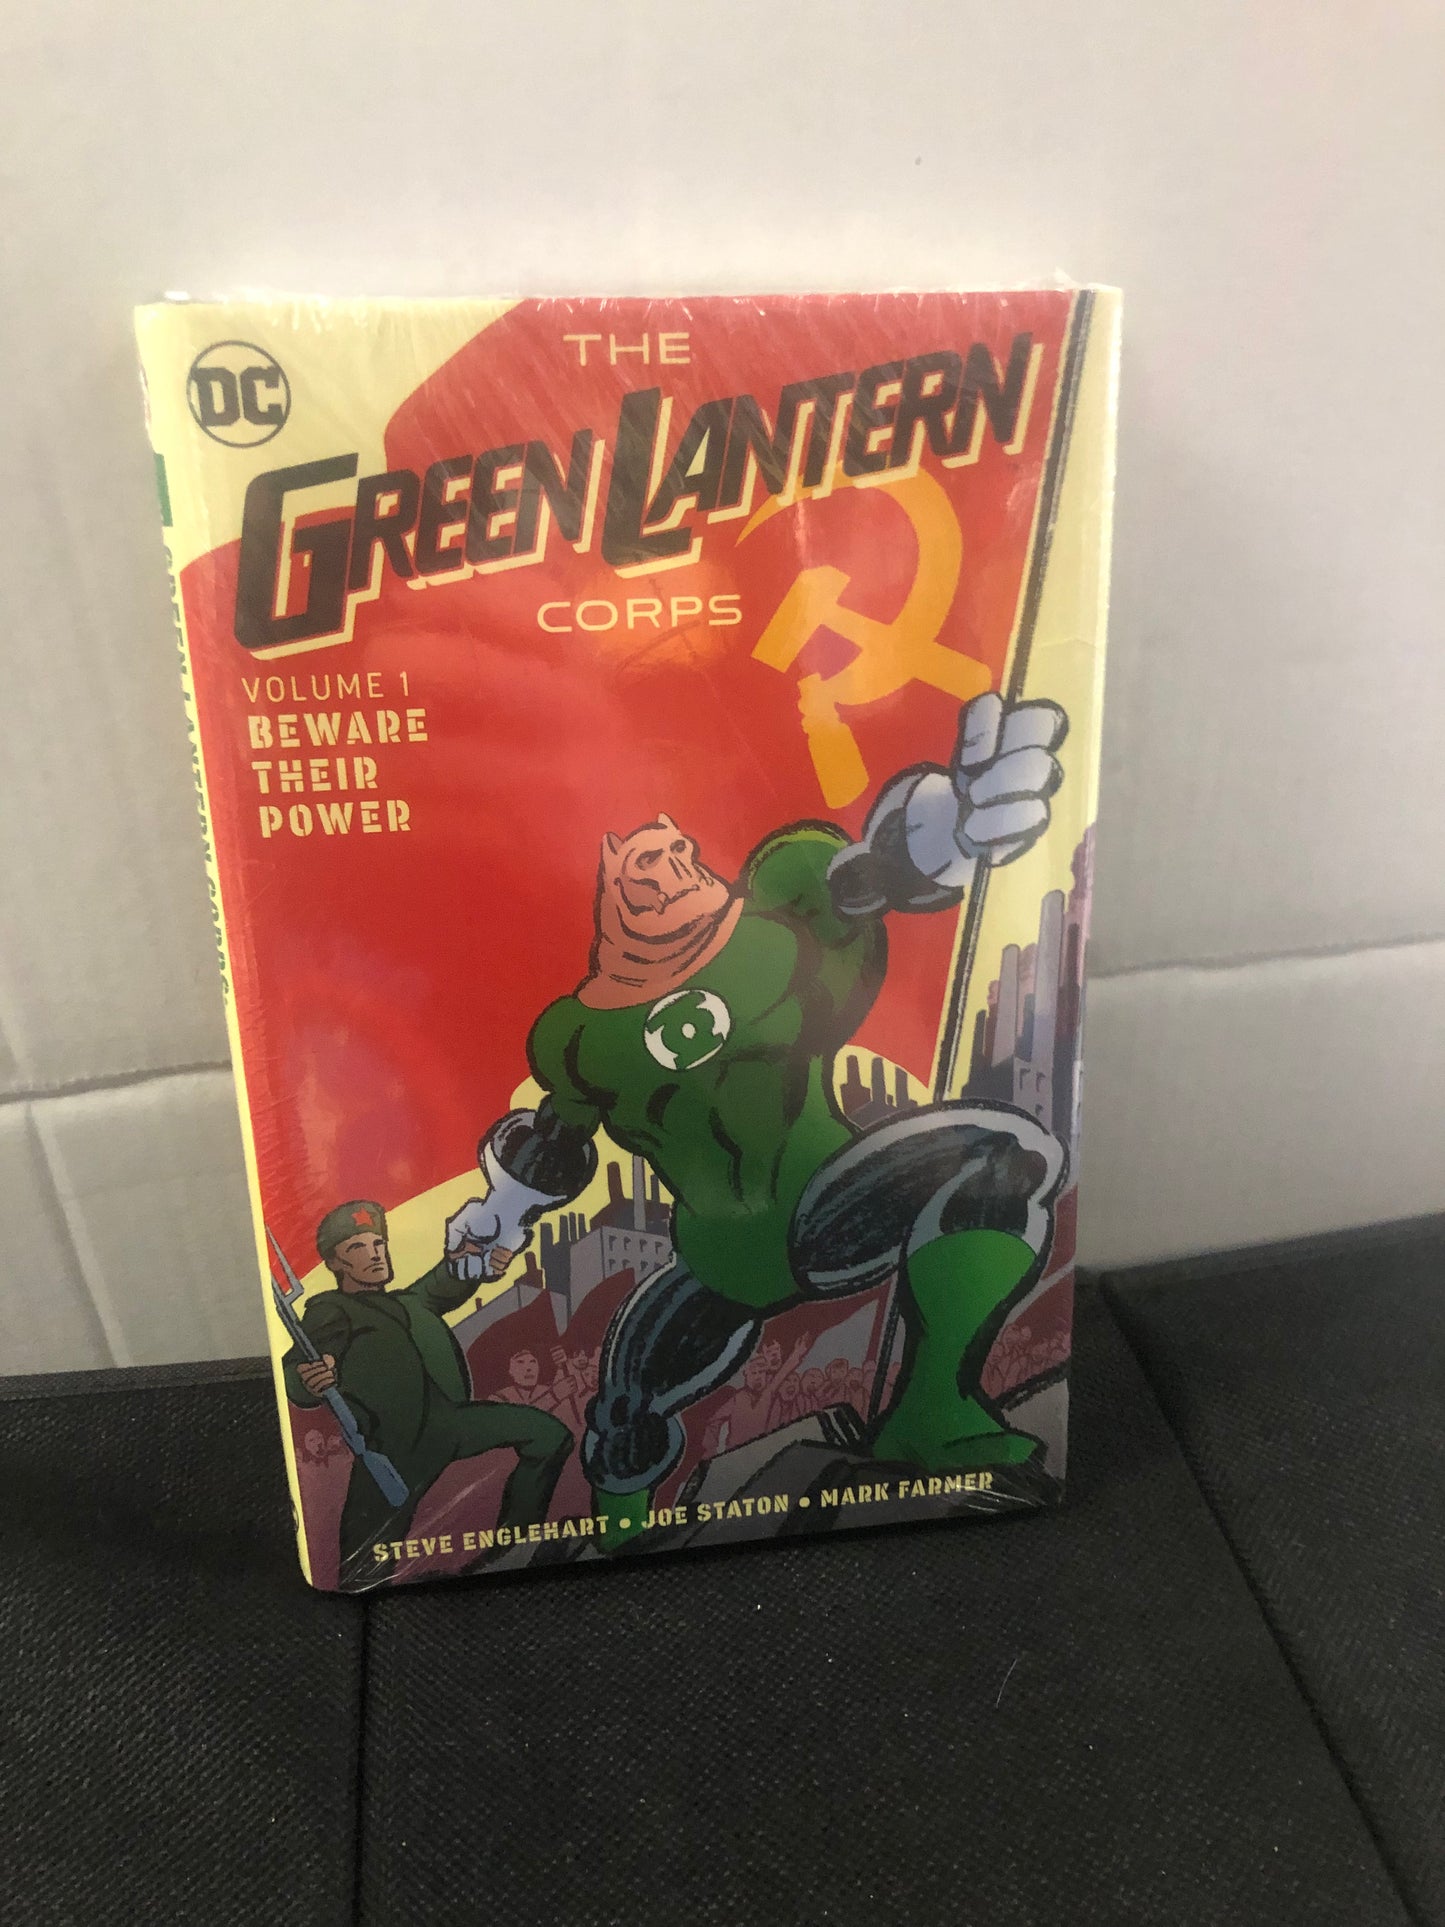 DC
THE
GREEN LANTERN
CORPS
VOLUME 1
BEWARE
THEIR
POWER
STEVE ENGLEHART • JOE STATON • MARK FARMER
GREEN LANTERN CORPS